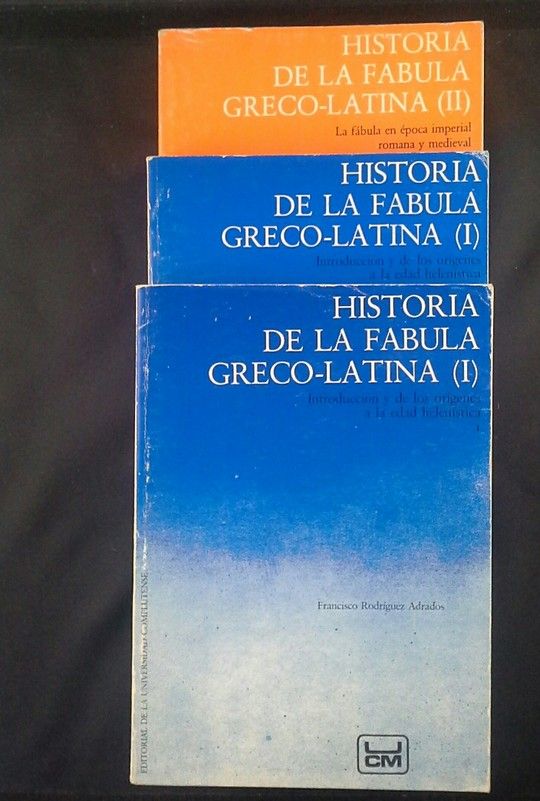 HISTORIA
DE LA FABULA
GRECO-LATINA (II)
La fábula en época imperial
romana y medieval
HISTORIA
DE LA FABULA
GRECO-LATINA (I)
Introducción y de los orígenes
a la edad helenística
HISTORIA
DE LA FABULA
GRECO-LATINA (I)
Introducción y de los orígenes
a la edad helenística
1
Francisco Rodríguez Adrados
EDITORIAL DE LA UNIVERSIDAD COMPLUTENSE
UCM